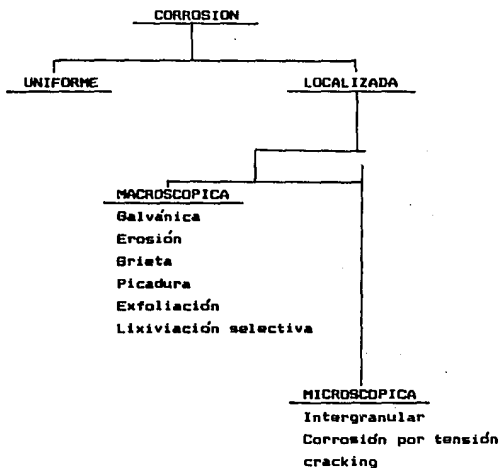 CORROSION
UNIFORME
LOCALIZADA
MACROSCOPICA
Galvánica
Erosión
Grieta
Picadura
Exfoliación
Lixiviación selectiva
MICROSCOPICA
Intergranular
Corrosión por tensión
cracking